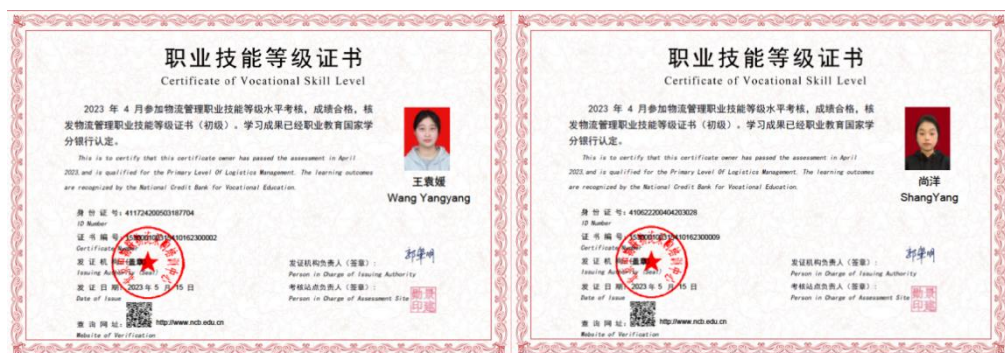 职业技能等级证书
Certificate of Vocational Skill Level
2023 年 4 月参加物流管理职业技能等级水平考核，成绩合格，核
发物流管理职业技能等级证书（初级）。学习成果已经职业教育国家学
分银行认定。
This is to certify that this certificate owner has passed the assessment in April
2023,and is qualified for the Primary Level Of Logistics Management. The learning outcomes
are recognized by the National Credit Bank for Vocational Education.
王袁媛
Wang Yangyang
身 份 证 号：411724200503187704
ID Number
证 书 编 号：
Certificate
发 证 机 构（盖章）
Issuing Authority (Seal)
发 证 日 期：2023 年 5 月 15日
Date of Issue
查 询 网 址：
http://www.ncb.edu.cn
Website of Verification
发证机构负责人（签章）：
Person in Charge of Issuing Authority
考核站点负责人（签章）：
Person in Charge of Assessment Site
职业技能等级证书
Certificate of Vocational Skill Level
2023 年 4 月参加物流管理职业技能等级水平考核，成绩合格，核
发物流管理职业技能等级证书（初级）。学习成果已经职业教育国家学
分银行认定。
This is to certify that this certificate owner has passed the assessment in April
2023,and is qualified for the Primary Level Of Logistics Management. The learning outcomes
are recognized by the National Credit Bank for Vocational Education.
尚洋
ShangYang
身 份 证 号：410622200404203028
ID Number
证 书 编 号：
Certificate
发 证 机 构（盖章）
Issuing Authority (Seal)
发 证 日 期：2023 年 5 月 15日
Date of Issue
查 询 网 址：
http://www.ncb.edu.cn
Website of Verification
发证机构负责人（签章）：
Person in Charge of Issuing Authority
考核站点负责人（签章）：
Person in Charge of Assessment Site